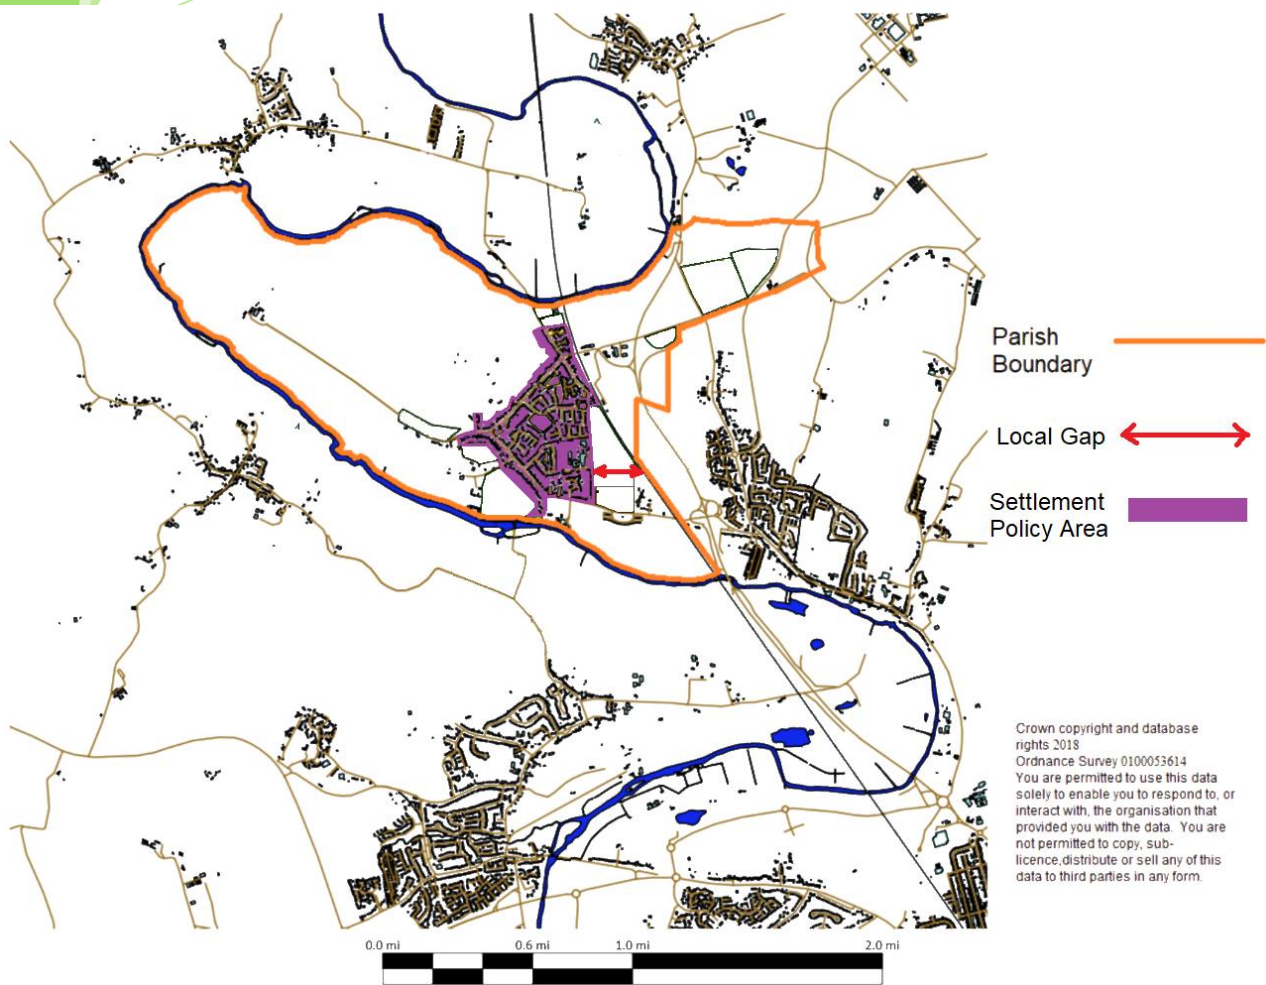 Parish
Boundary
Local Gap
Settlement
Policy Area
Crown copyright and database
rights 2018
Ordnance Survey 0100053614
You are permitted to use this data
solely to enable you to respond to, or
interact with, the organisation that
provided you with the data. You are
not permitted to copy, sub-
licence,distribute or sell any of this
data to third parties in any form.
0.0 mi 0.6 mi 1.0 mi 2.0 mi